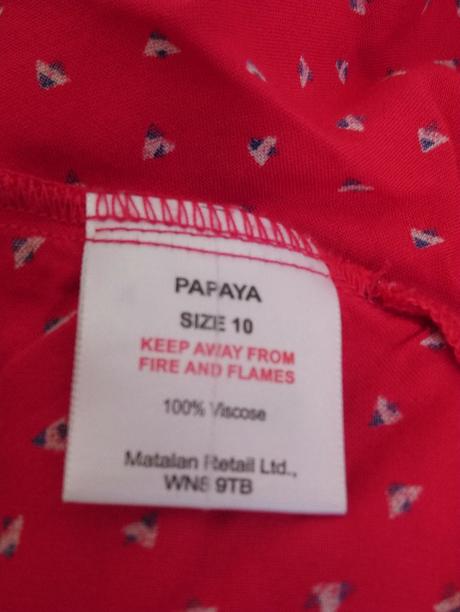 PAPAYA
SIZE 10
KEEP AWAY FROM
FIRE AND FLAMES
100% Viscose
Matalan Retail Ltd.,
WN8 9TB